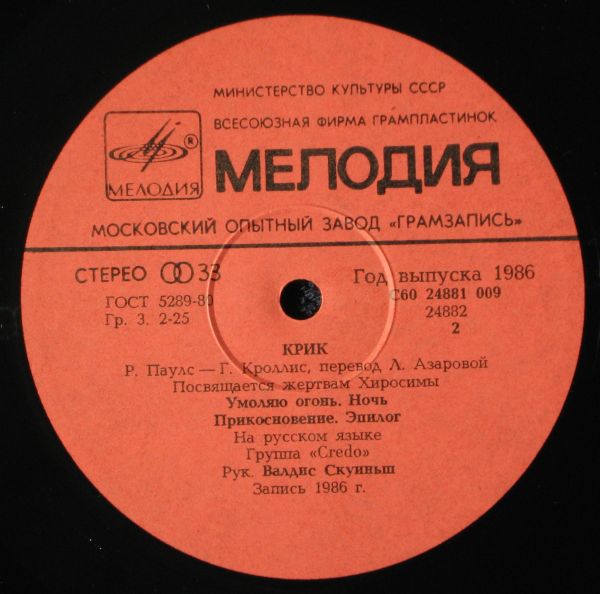 МИНИСТЕРСТВО КУЛЬТУРЫ СССР
ВСЕСОЮЗНАЯ ФИРМА ГРАМПЛАСТИНОК
®
МЕЛОДИЯ
МЕЛОДИЯ
МОСКОВСКИЙ ОПЫТНЫЙ ЗАВОД «ГРАМЗАПИСЬ»
СТЕРЕО 33
Год выпуска 1986
ГОСТ 5289-80
С60 24881 009
Гр. 3. 2-25
24882
2
КРИК
Р. Паулс — Г. Кроллис, перевод Л. Азаровой
Посвящается жертвам Хиросимы
Умоляю огонь. Ночь
Прикосновение. Эпилог
На русском языке
Группа «Credo»
Рук. Валдис Скуиньш
Запись 1986 г.